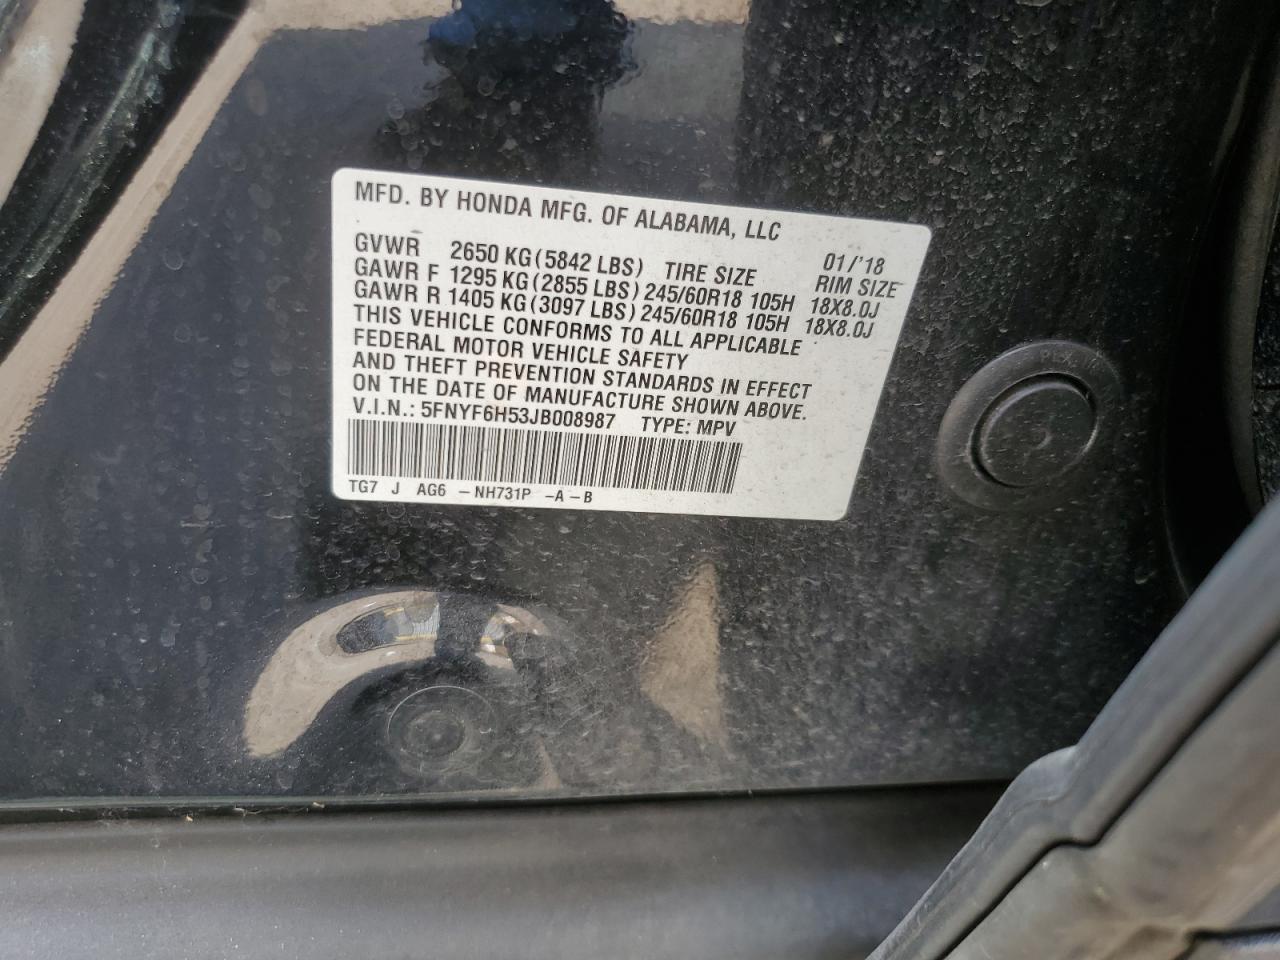 MFD. BY HONDA MFG. OF ALABAMA, LLC
01/'18
GVWR 2650 KG (5842 LBS) TIRE SIZE RIM SIZE
GAWR F 1295 KG (2855 LBS) 245/60R18 105H 18X8.0J
GAWR R 1405 KG (3097 LBS) 245/60R18 105H 18X8.0J
THIS VEHICLE CONFORMS TO ALL APPLICABLE
FEDERAL MOTOR VEHICLE SAFETY
AND THEFT PREVENTION STANDARDS IN EFFECT
ON THE DATE OF MANUFACTURE SHOWN ABOVE.
V.I.N.: 5FNYF6H53JB008987 TYPE: MPV
TG7 J AG6 -NH731P -A-B